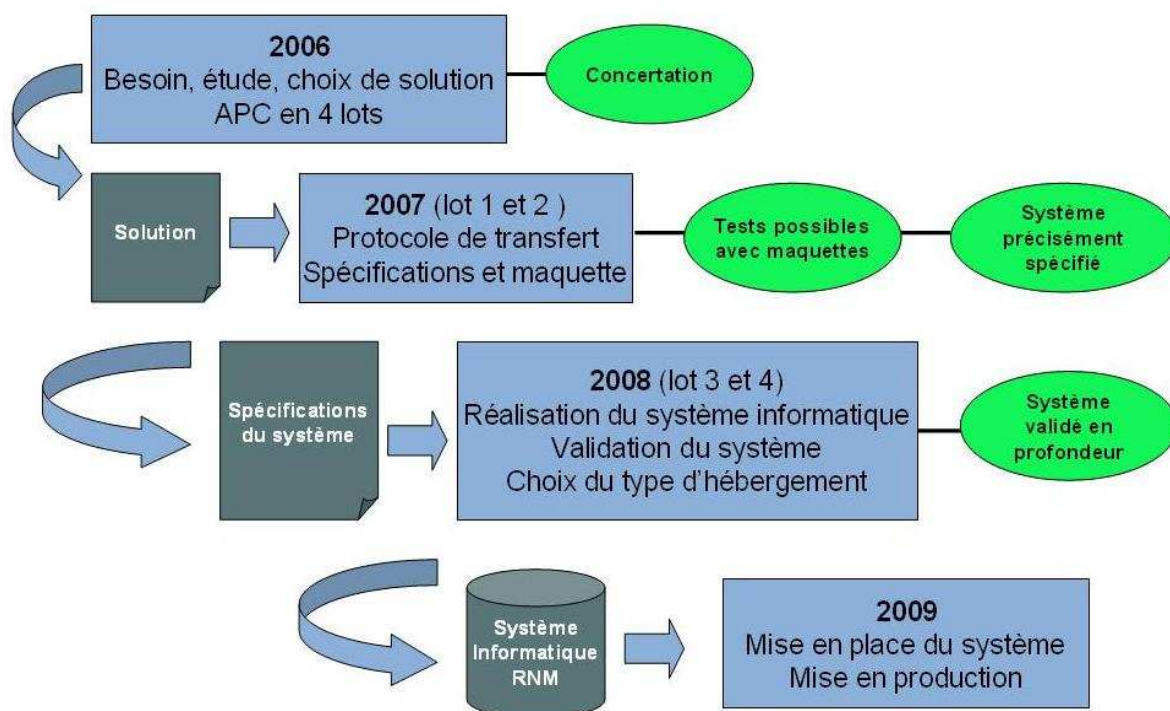 2006
Besoin, étude, choix de solution
APC en 4 lots
Concertation
Solution
2007 (lot 1 et 2 )
Protocole de transfert
Spécifications et maquette
Tests possibles
avec maquettes
Système
précisément
spécifié
Spécifications
du système
2008 (lot 3 et 4)
Réalisation du système informatique
Validation du système
Choix du type d'hébergement
Système
validé en
profondeur
Système
Informatique
RNM
2009
Mise en place du système
Mise en production